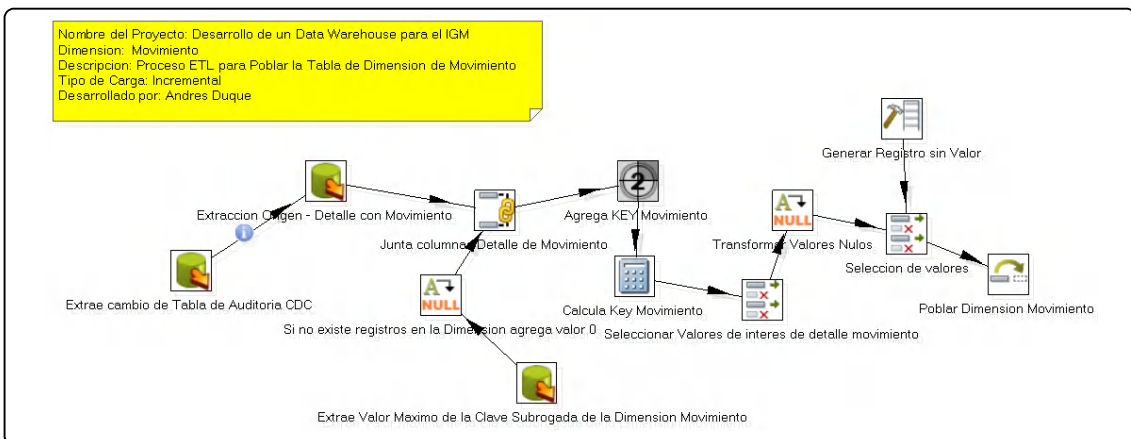 Nombre del Proyecto: Desarrollo de un Data Warehouse para el IGM
Dimension: Movimiento
Descripcion: Proceso ETL para Poblar la Tabla de Dimension de Movimiento
Tipo de Carga: Incremental
Desarrollado por: Andres Duque
Generar Registro sin Valor
Extraccion Origen - Detalle con Movimiento
2
Agrega KEY Movimiento
A
NULL
Junta columnas Detalle de Movimiento
Transformar Valores Nulos
Seleccion de valores
i
Extrae cambio de Tabla de Auditoria CDC
A
NULL
Si no existe registros en la Dimension agrega valor 0
Calcula Key Movimiento
Seleccionar Valores de interes de detalle movimiento
Poblar Dimension Movimiento
Extrae Valor Maximo de la Clave Subrogada de la Dimension Movimiento